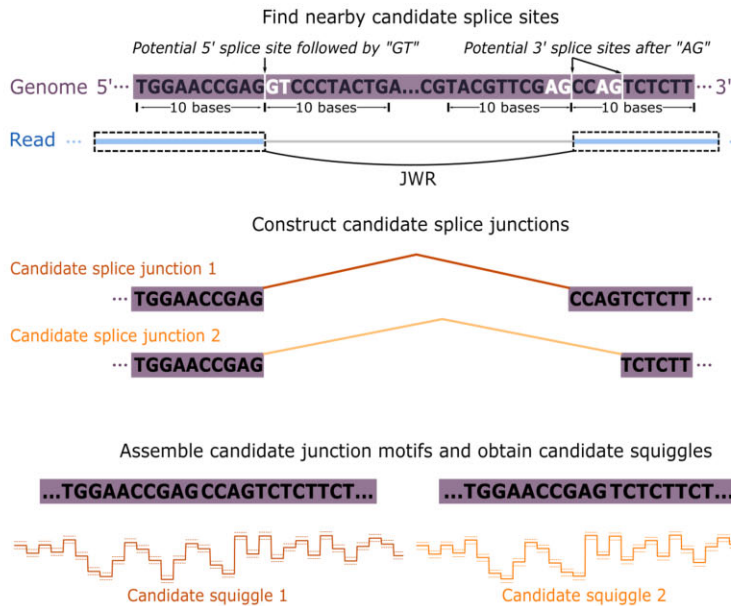 Find nearby candidate splice sites
Potential 5' splice site followed by "GT" Potential 3' splice sites after "AG"
Genome 5'··· TGGAACCGAGGTCCCTACTGA...CGTACGTTCGAGCCAGTCTCTT ··· 3'
10 bases 10 bases 10 bases 10 bases
Read ···
JWR
Construct candidate splice junctions
Candidate splice junction 1
··· TGGAACCGAG CCAGTCTCTT ···
Candidate splice junction 2
··· TGGAACCGAG TCTCTT ···
Assemble candidate junction motifs and obtain candidate squiggles
...TGGAACCGAGCCAGTCTCTTCT... ...TGGAACCGAGTCTCTTCT...
Candidate squiggle 1 Candidate squiggle 2